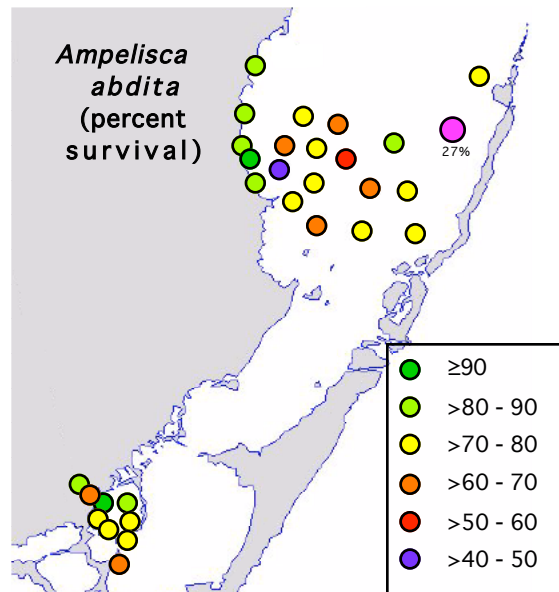 Ampelisca
abdita
(percent
survival)
27%
≥90
>80 - 90
>70 - 80
>60 - 70
>50 - 60
>40 - 50